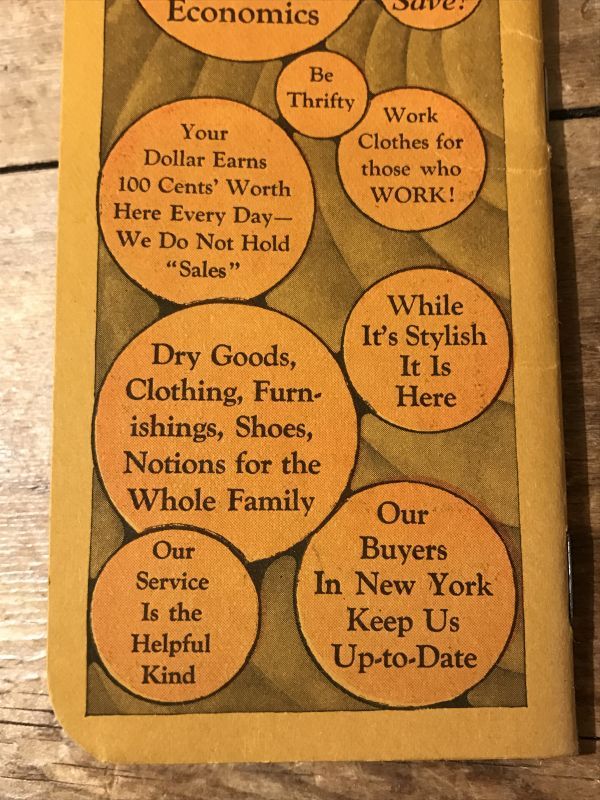 Economics
Save!
Be
Thrifty
Work
Clothes for
those who
WORK!
Your
Dollar Earns
100 Cents' Worth
Here Every Day—
We Do Not Hold
"Sales"
While
It's Stylish
It Is
Here
Dry Goods,
Clothing, Furn-
ishings, Shoes,
Notions for the
Whole Family
Our
Buyers
In New York
Keep Us
Up-to-Date
Our
Service
Is the
Helpful
Kind